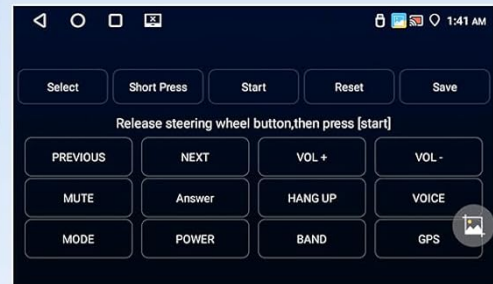 1:41 AM
Select Short Press Start Reset Save
Release steering wheel button,then press [start]
PREVIOUS NEXT VOL + VOL -
MUTE Answer HANG UP VOICE
MODE POWER BAND GPS